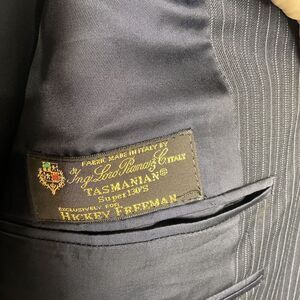 FABRIC MADE IN ITALY BY
Ing. Loro Piana & C ITALY
TASMANIAN®
Super 130'S
EXCLUSIVELY FOR
HICKEY FREEMAN